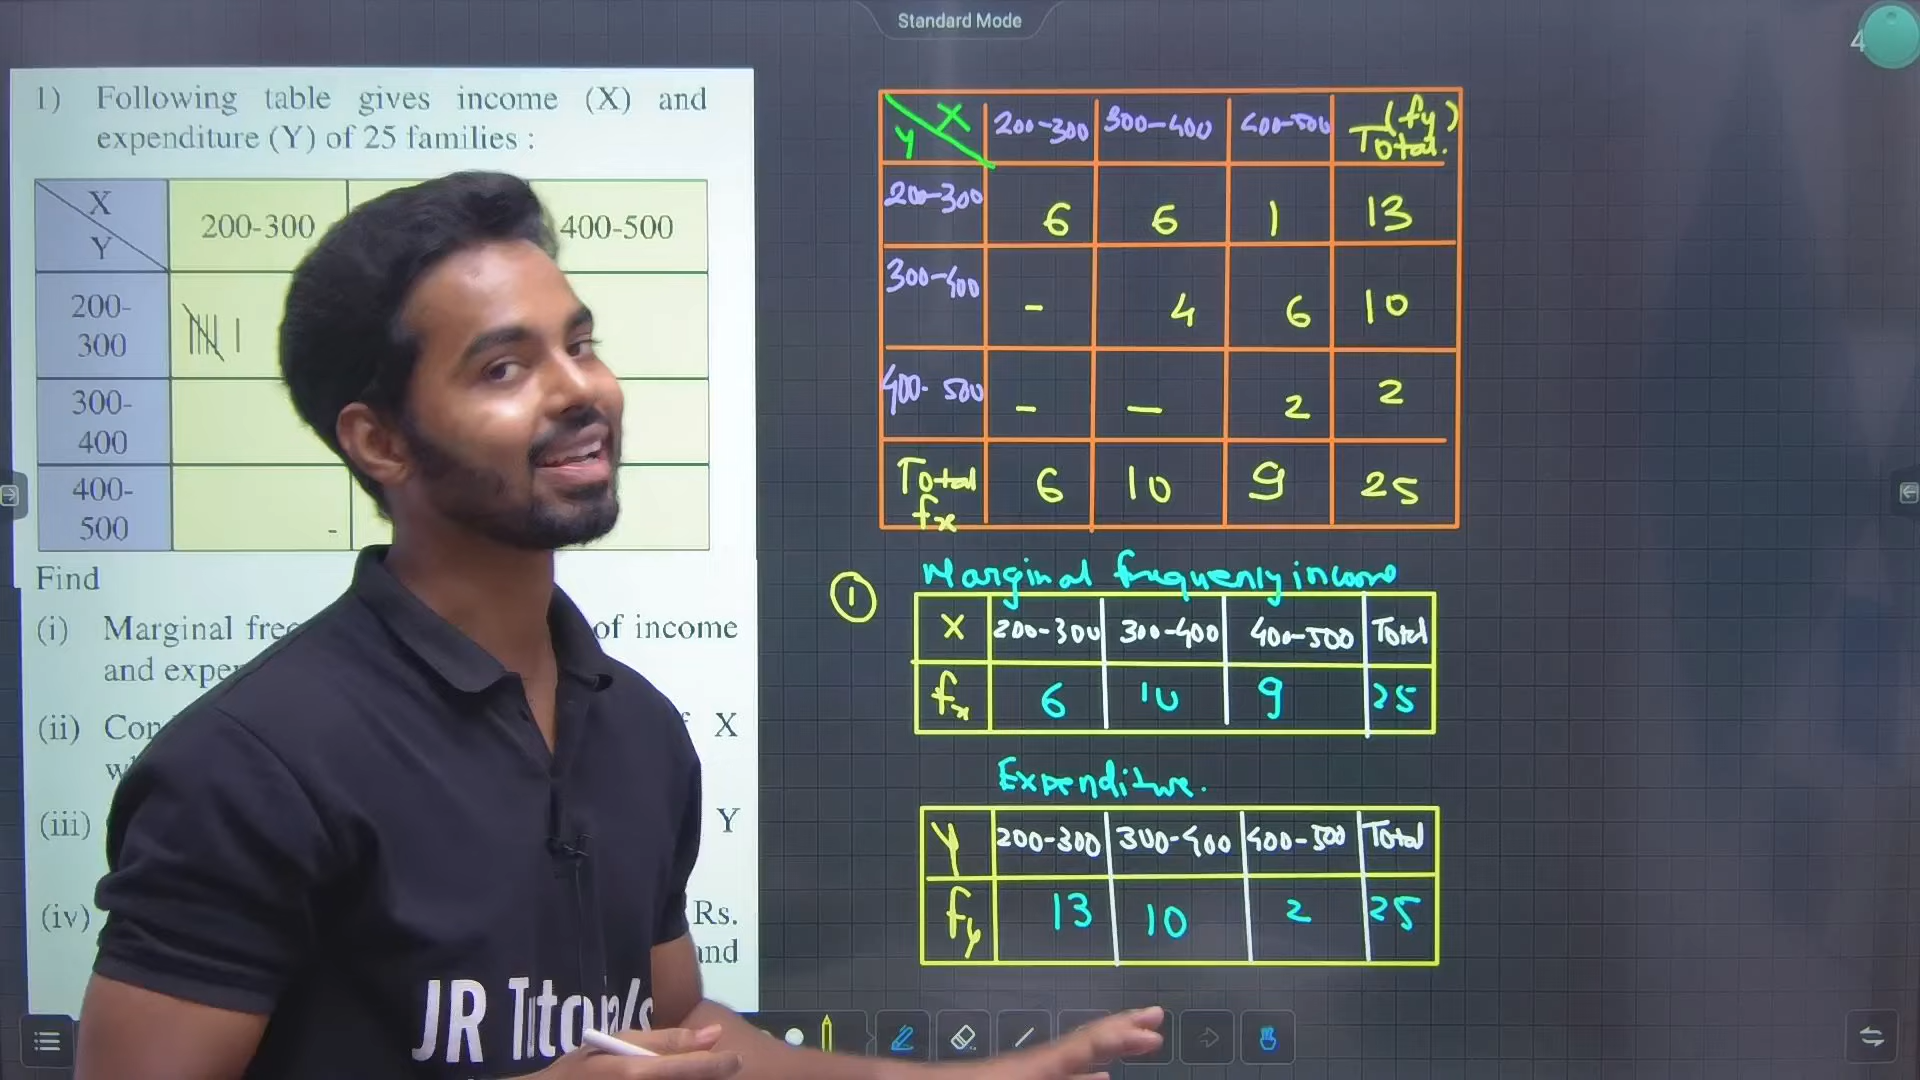 Standard Mode
4
1) Following table gives income (X) and
expenditure (Y) of 25 families :
X
Y
200-300
400-500
200-
300
300-
400
400-
500
-
Find
(i) Marginal fre
of income
and expe
(ii) Con
X
w
(iii)
Y
(iv)
Rs.
and
JR Tutorials
X
Y
200-300 300-400 400-500 (fy) Total.
200-300 6 6 1 13
300-400 - 4 6 10
400-500 - - 2 2
Total fx 6 10 9 25
1
Marginal frequenly income
X 200-300 300-400 400-500 Total
fx 6 10 9 25
Expenditure.
Y 200-300 300-400 400-500 Total
fy 13 10 2 25